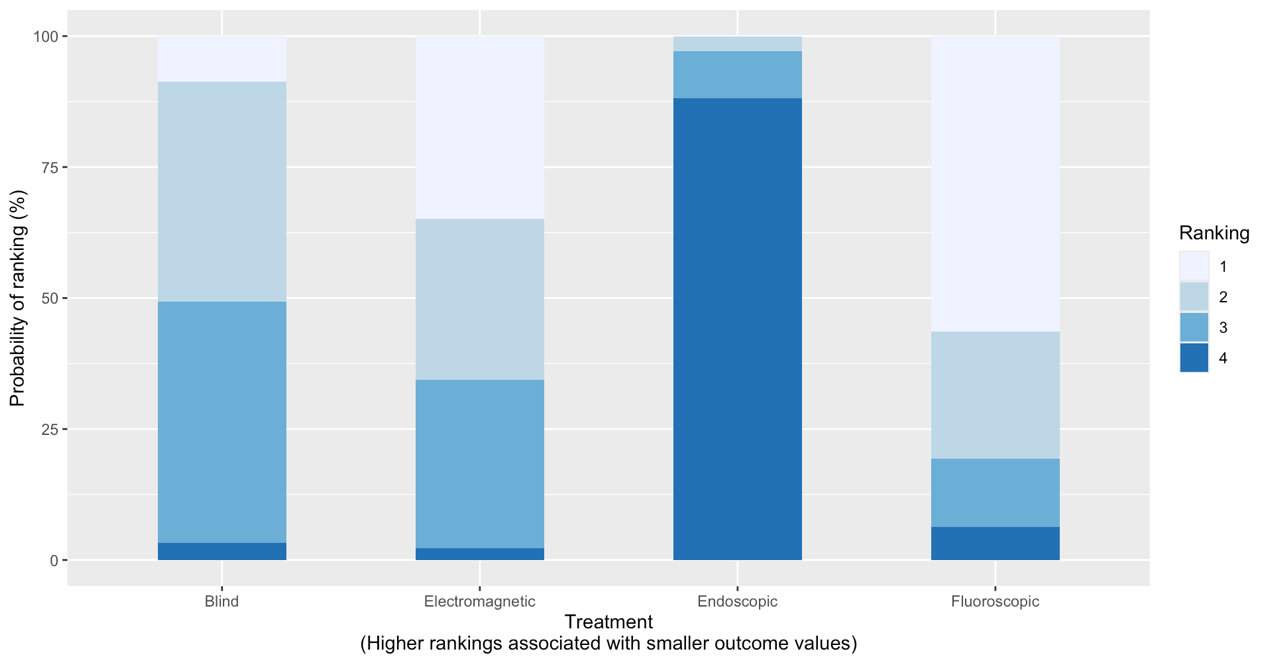 Probability of ranking (%)
100
75
50
25
0
Blind
Electromagnetic
Endoscopic
Fluoroscopic
Treatment
(Higher rankings associated with smaller outcome values)
Ranking
1
2
3
4